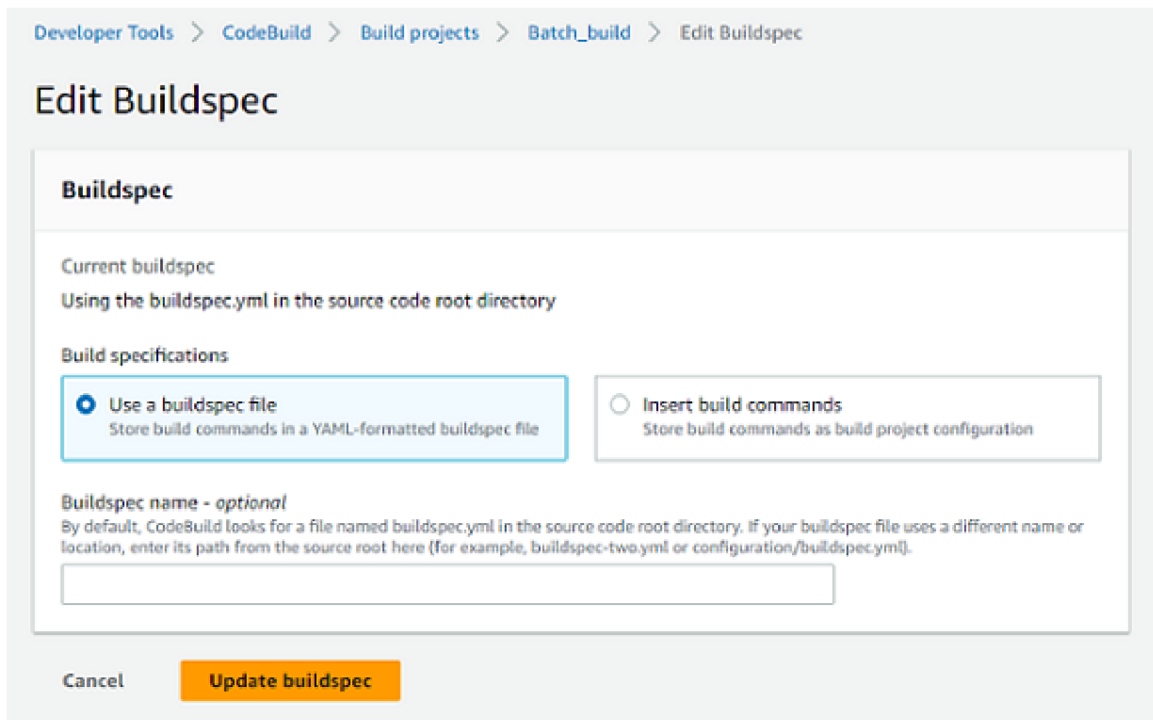 Developer Tools > CodeBuild > Build projects > Batch_build > Edit Buildspec
Edit Buildspec
Buildspec
Current buildspec
Using the buildspec.yml in the source code root directory
Build specifications
Use a buildspec file
Store build commands in a YAML-formatted buildspec file
Insert build commands
Store build commands as build project configuration
Buildspec name - optional
By default, CodeBuild looks for a file named buildspec.yml in the source code root directory. If your buildspec file uses a different name or
location, enter its path from the source root here (for example, buildspec-two.yml or configuration/buildspec.yml).
Cancel
Update buildspec